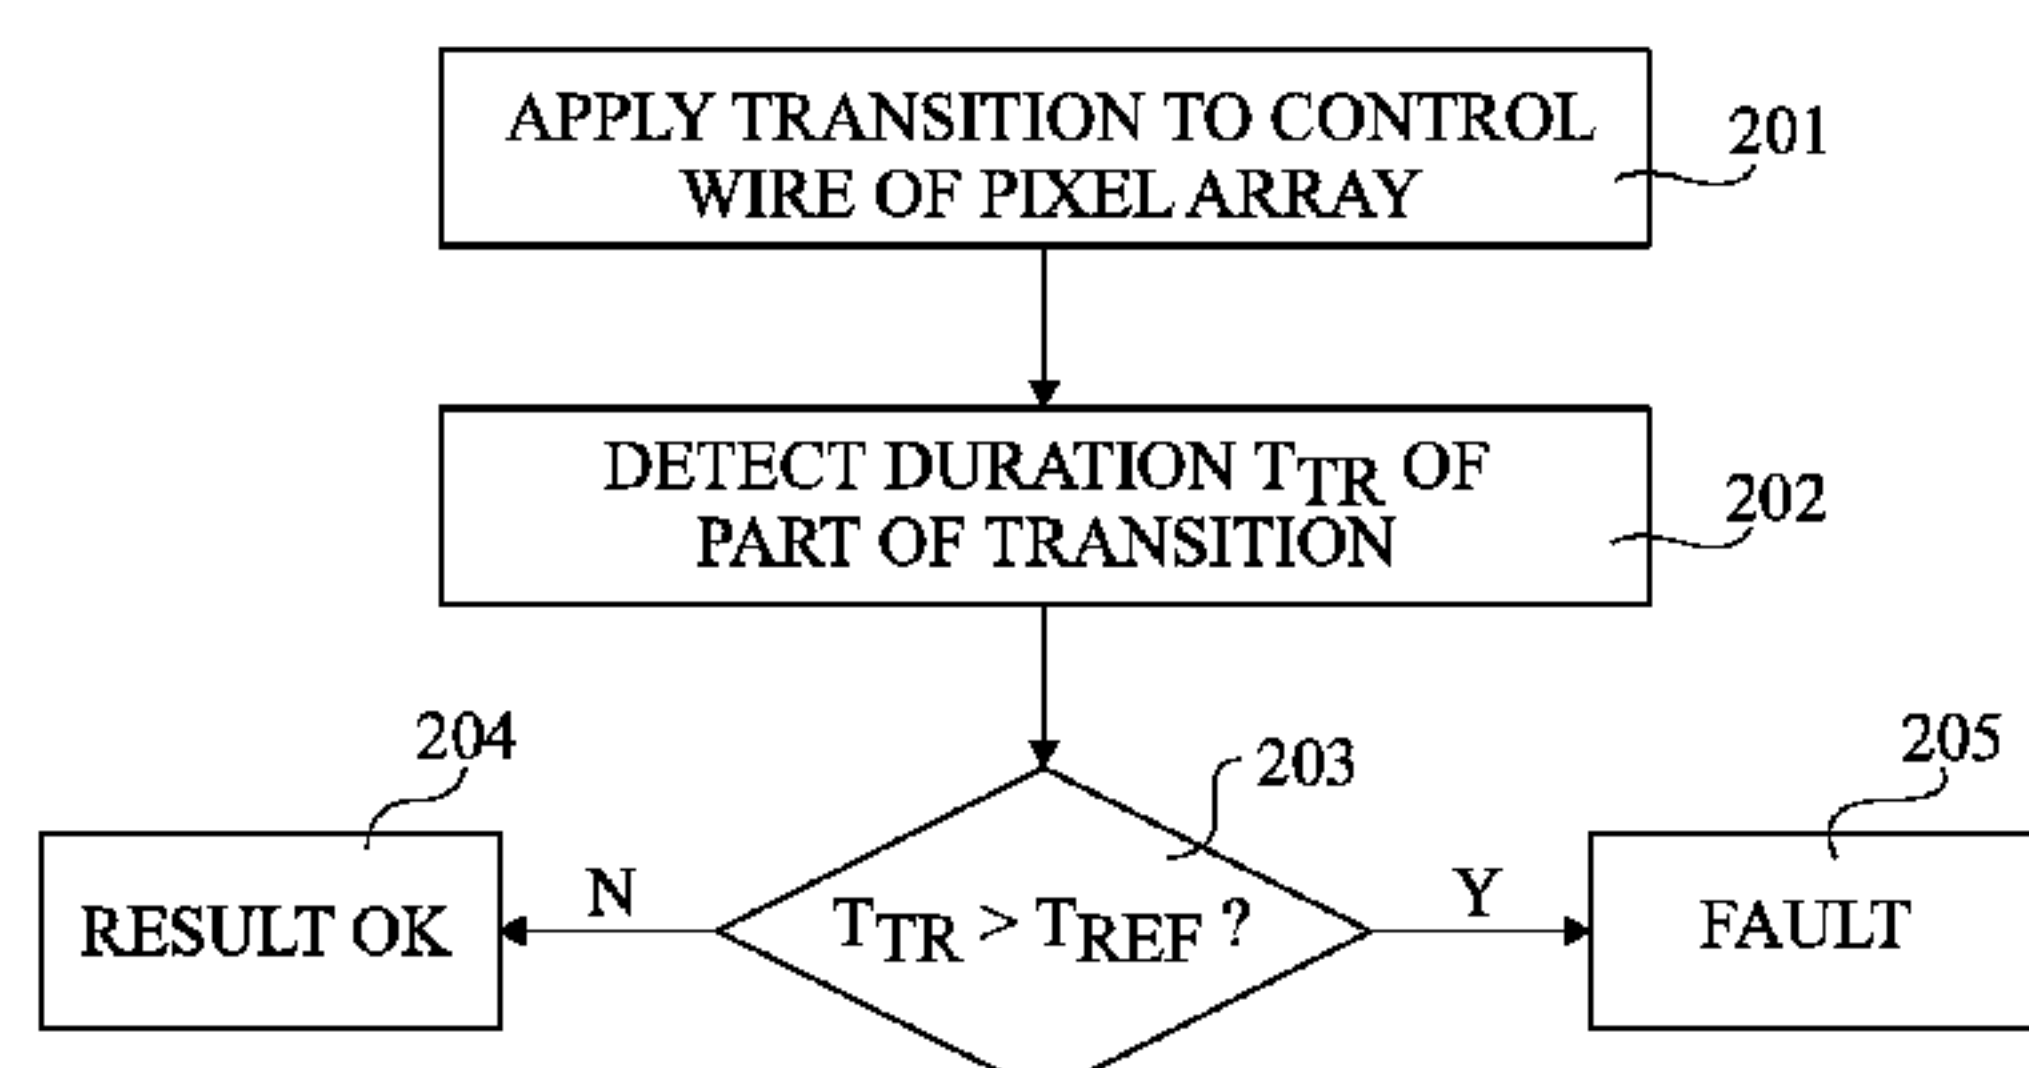 APPLY TRANSITION TO CONTROL
WIRE OF PIXEL ARRAY
201
DETECT DURATION TTR OF
PART OF TRANSITION
202
204
203
205
RESULT OK
N
TTR > TREF ?
Y
FAULT